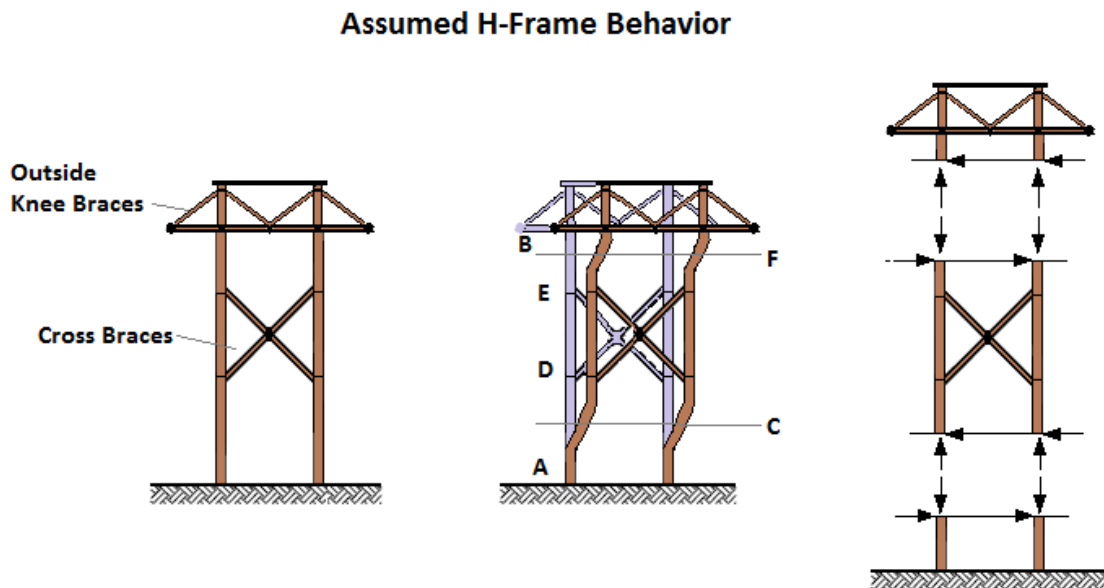 Assumed H-Frame Behavior
Outside
Knee Braces
Cross Braces
B
F
E
D
C
A